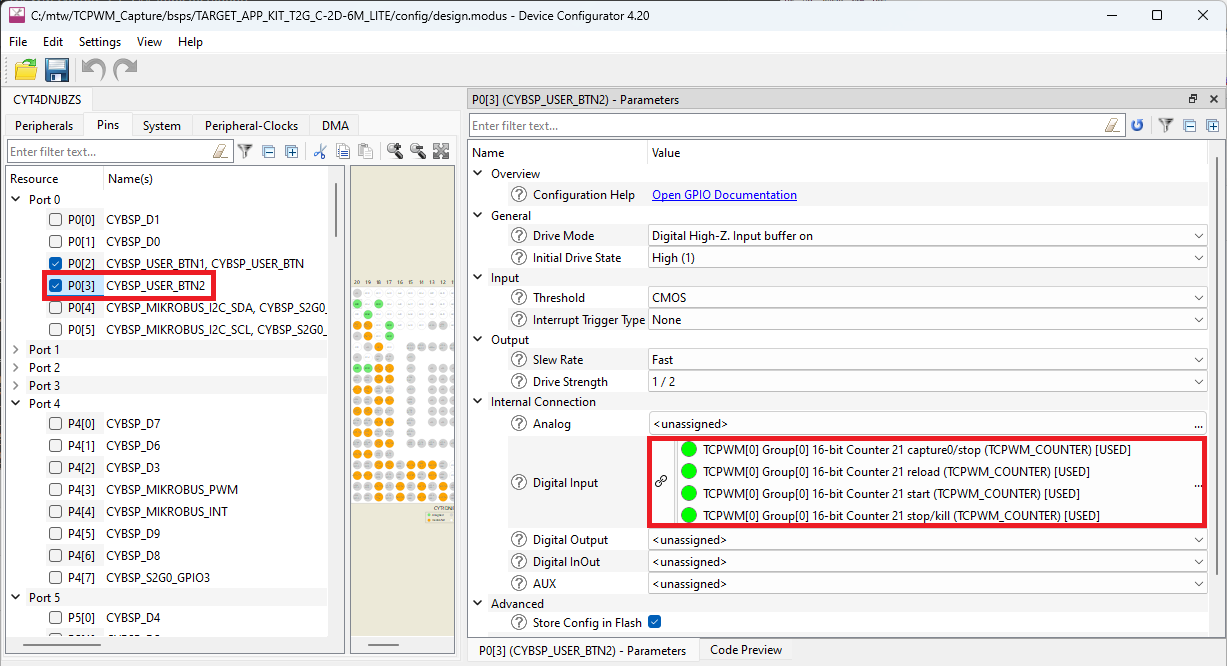 C:/mtw/TCPWM_Capture/bsps/TARGET_APP_KIT_T2G_C-2D-6M_LITE/config/design.modus - Device Configurator 4.20
File Edit Settings View Help
CYT4DNJBZS
Peripherals Pins System Peripheral-Clocks DMA
Enter filter text...
Resource Name(s)
Port 0
P0[0] CYBSP_D1
P0[1] CYBSP_D0
P0[2] CYBSP_USER_BTN1, CYBSP_USER_BTN
P0[3] CYBSP_USER_BTN2
P0[4] CYBSP_MIKROBUS_I2C_SDA, CYBSP_S2G0_
P0[5] CYBSP_MIKROBUS_I2C_SCL, CYBSP_S2G0_
Port 1
Port 2
Port 3
Port 4
P4[0] CYBSP_D7
P4[1] CYBSP_D6
P4[2] CYBSP_D3
P4[3] CYBSP_MIKROBUS_PWM
P4[4] CYBSP_MIKROBUS_INT
P4[5] CYBSP_D9
P4[6] CYBSP_D8
P4[7] CYBSP_S2G0_GPIO3
Port 5
P5[0] CYBSP_D4
20 19 18 17 16 15 14 13 12
P0[3] (CYBSP_USER_BTN2) - Parameters
Enter filter text...
Name Value
Overview
Configuration Help Open GPIO Documentation
General
Drive Mode Digital High-Z. Input buffer on
Initial Drive State High (1)
Input
Threshold CMOS
Interrupt Trigger Type None
Output
Slew Rate Fast
Drive Strength 1 / 2
Internal Connection
Analog <unassigned> ...
Digital Input
TCPWM[0] Group[0] 16-bit Counter 21 capture0/stop (TCPWM_COUNTER) [USED]
TCPWM[0] Group[0] 16-bit Counter 21 reload (TCPWM_COUNTER) [USED]
TCPWM[0] Group[0] 16-bit Counter 21 start (TCPWM_COUNTER) [USED]
TCPWM[0] Group[0] 16-bit Counter 21 stop/kill (TCPWM_COUNTER) [USED]
...
Digital Output <unassigned>
Digital InOut <unassigned>
AUX <unassigned>
Advanced
Store Config in Flash
P0[3] (CYBSP_USER_BTN2) - Parameters Code Preview